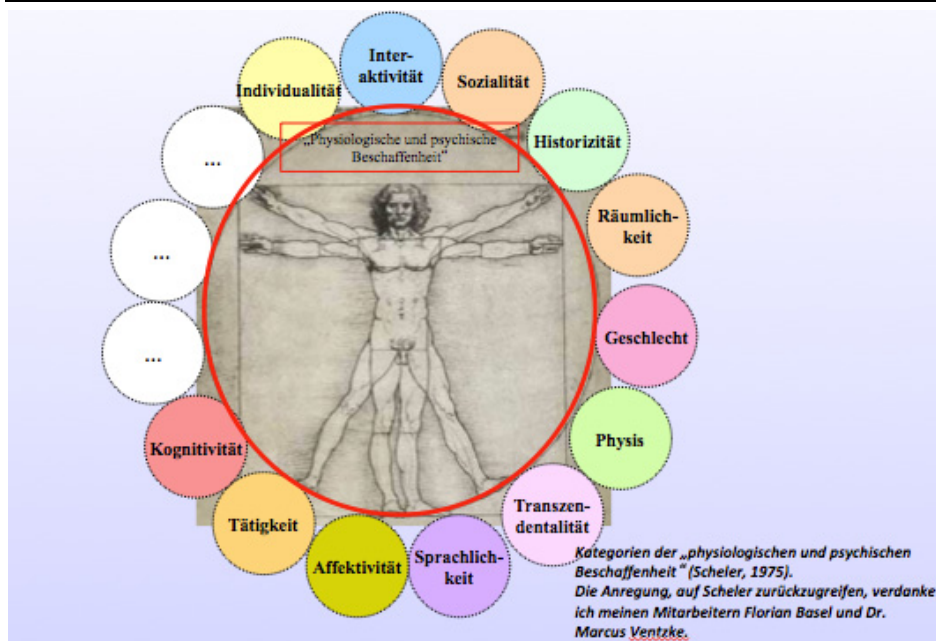 Inter-
aktivität
Sozialität
Individualität
Historizität
„Physiologische und psychische
Beschaffenheit“
...
Räumlich-
keit
...
Geschlecht
...
Physis
Kognitivität
Transzen-
dentalität
Tätigkeit
Affektivität
Sprachlich-
keit
Kategorien der „physiologischen und psychischen
Beschaffenheit“ (Scheler, 1975).
Die Anregung, auf Scheler zurückzugreifen, verdanke
ich meinen Mitarbeitern Florian Basel und Dr.
Marcus Ventzke.